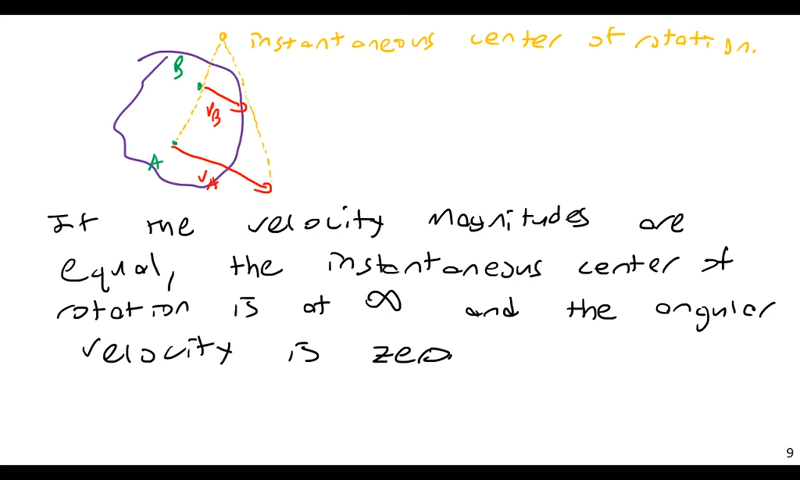 instantaneous center of rotation.
B
vB
A
vA
If the velocity magnitudes are
equal, the instantaneous center of
rotation is at ∞ and the angular
velocity is zero
9